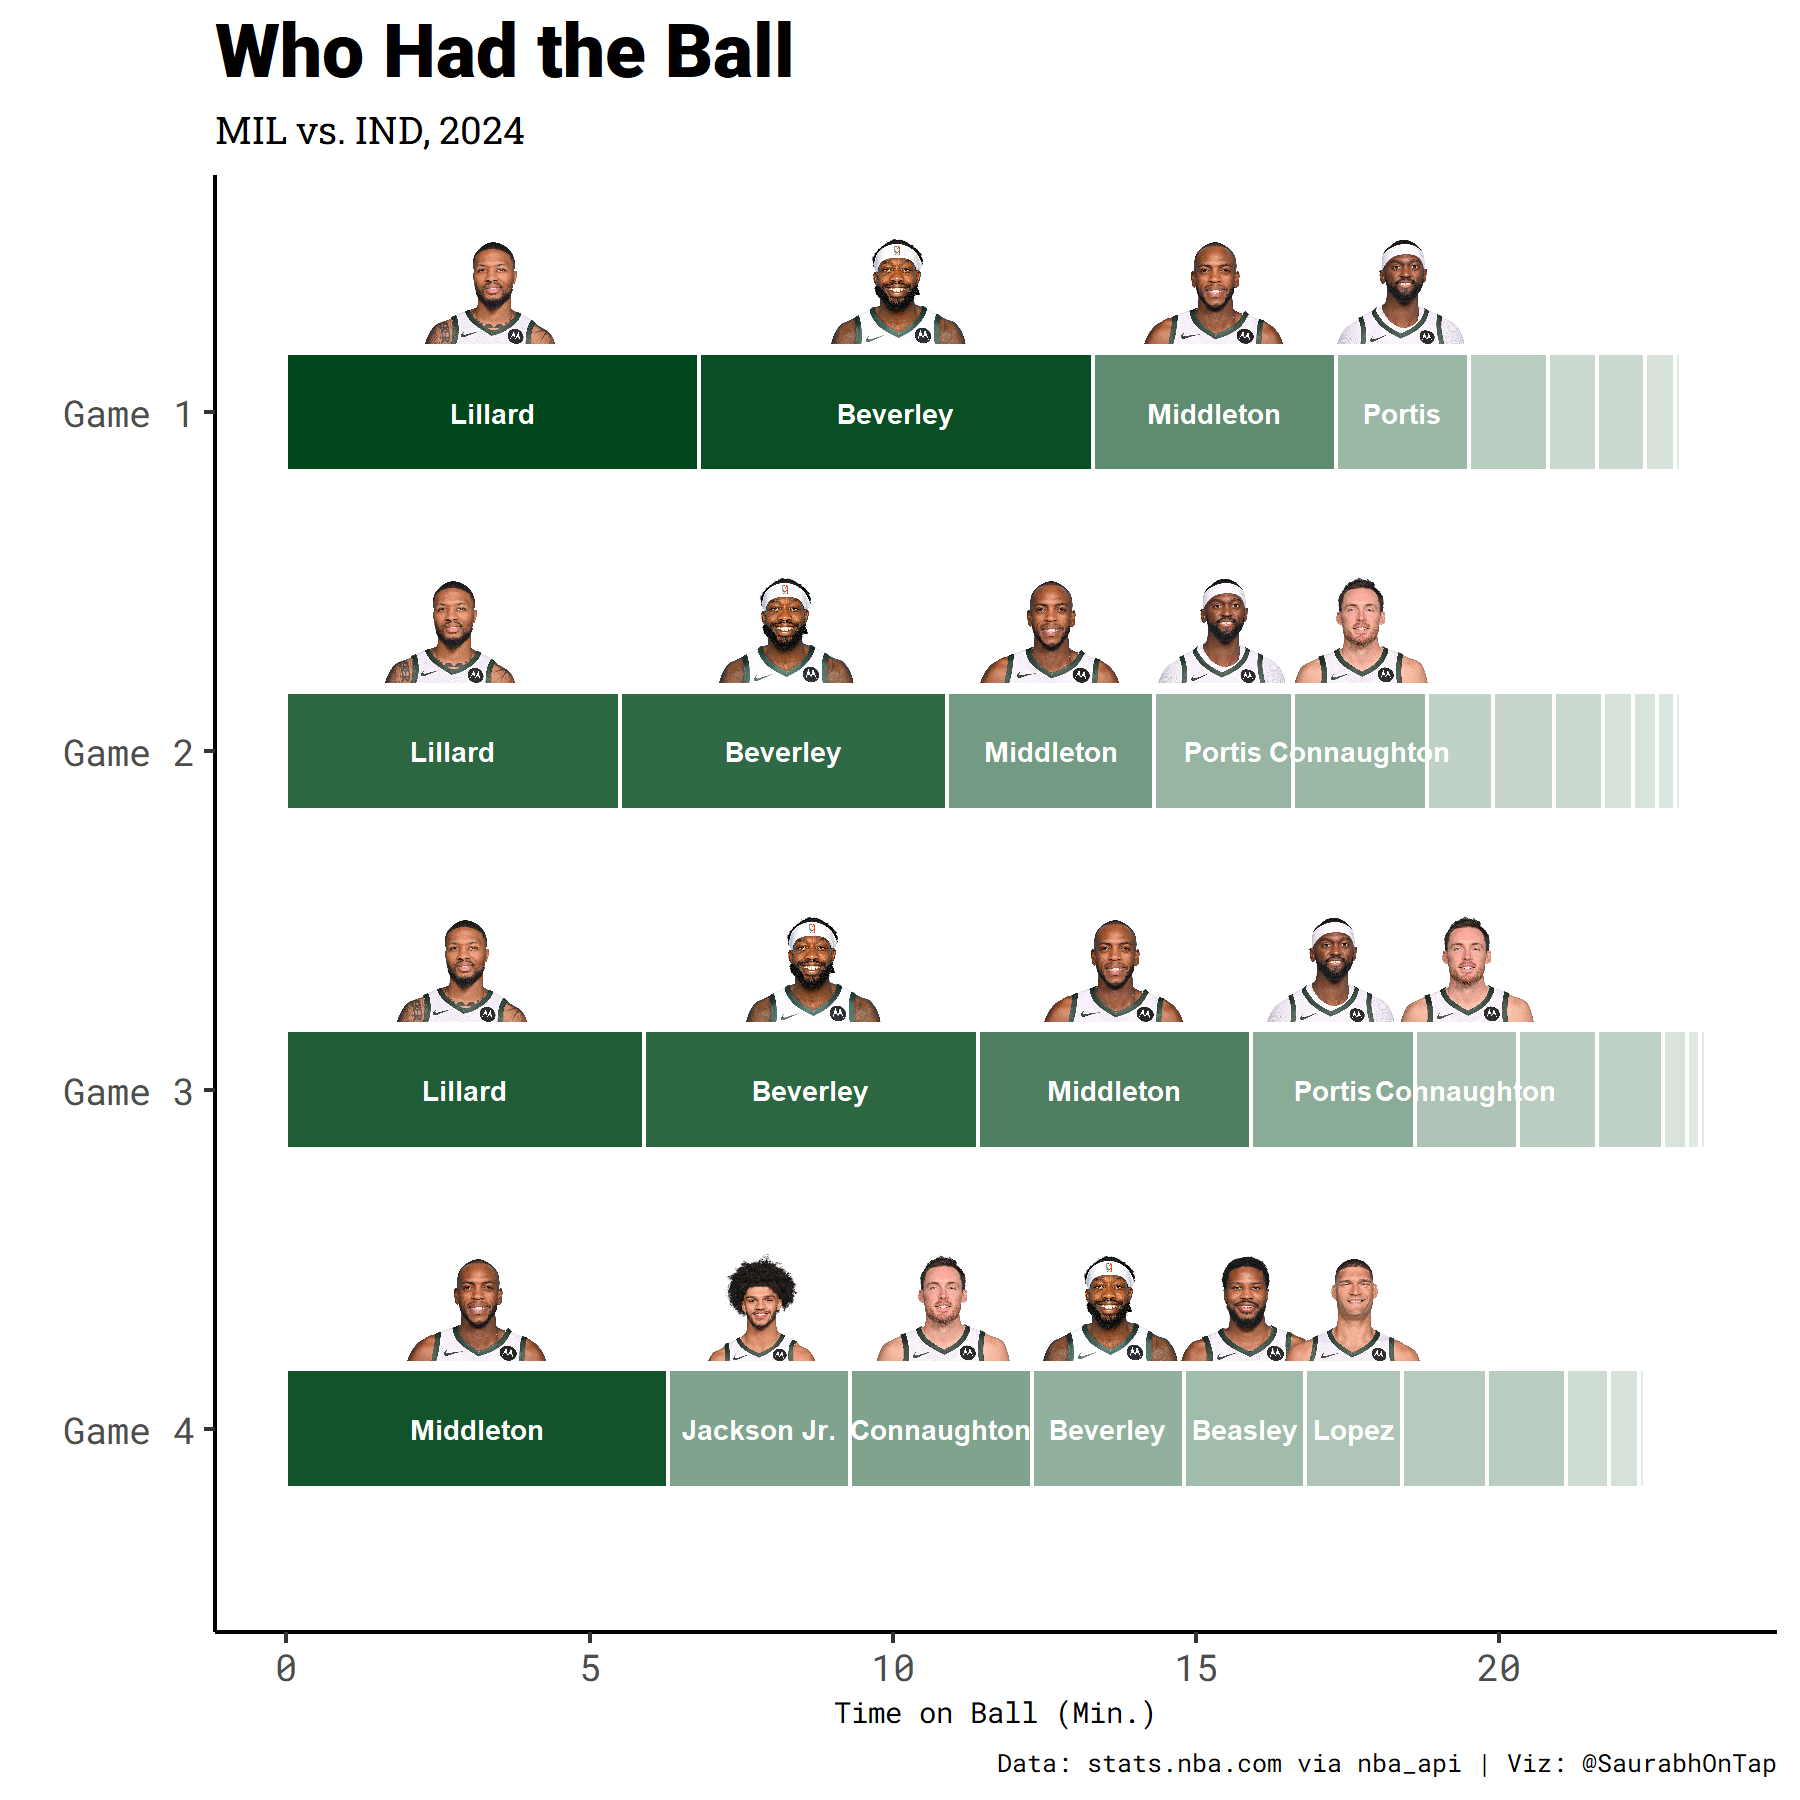 Who Had the Ball
MIL vs. IND, 2024
Game 1
Lillard Beverley Middleton Portis
Game 2
Lillard Beverley Middleton Portis Connaughton
Game 3
Lillard Beverley Middleton Portis Connaughton
Game 4
Middleton Jackson Jr. Connaughton Beverley Beasley Lopez
0 5 10 15 20
Time on Ball (Min.)
Data: stats.nba.com via nba_api | Viz: @SaurabhOnTap